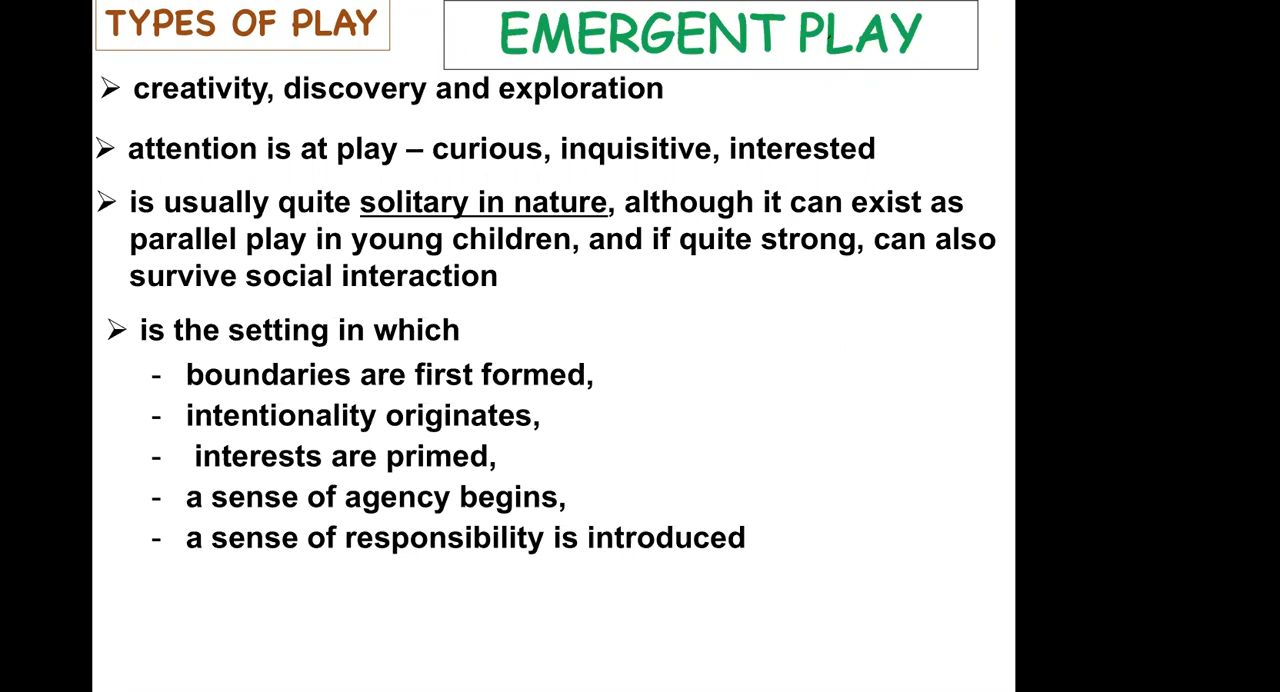 TYPES OF PLAY
EMERGENT PLAY
➢ creativity, discovery and exploration
➢ attention is at play – curious, inquisitive, interested
➢ is usually quite solitary in nature, although it can exist as
parallel play in young children, and if quite strong, can also
survive social interaction
➢ is the setting in which
- boundaries are first formed,
- intentionality originates,
- interests are primed,
- a sense of agency begins,
- a sense of responsibility is introduced